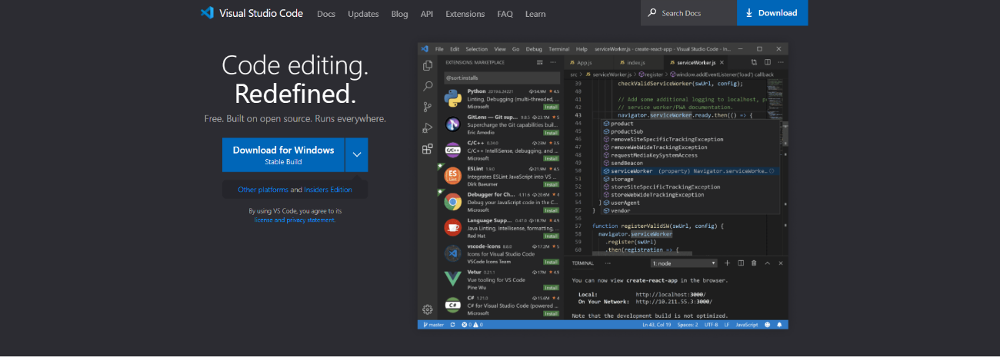 Visual Studio Code Docs Updates Blog API Extensions FAQ Learn Search Docs Download
Code editing.
Redefined.
Free. Built on open source. Runs everywhere.
Download for Windows
Stable Build
Other platforms and Insiders Edition
By using VS Code, you agree to its
license and privacy statement.
File Edit Selection View Go Debug Terminal Help serviceWorker.js - create-react-app - Visual Studio Code - In...
EXTENSIONS: MARKETPLACE ...
@sort:installs
Python 2019.6.24221 54.9M 4.5
Linting, Debugging (multi-threaded, ...
Microsoft Install
GitLens — Git sup... 9.8.5 23.1M 5
Supercharge the Git capabilities buil...
Eric Amodio Install
C/C++ 0.24.0 23M 3.5
C/C++ IntelliSense, debugging, and ...
Microsoft Install
ESLint 1.9.0 21.9M 4.5
Integrates ESLint JavaScript into VS ...
Dirk Baeumer Install
Debugger for Ch... 4.11.6 20.6M 4
Debug your JavaScript code in the C...
Microsoft Install
Language Supp... 0.47.0 18.7M 4.5
Java Linting, Intellisense, formatting, ...
Red Hat Install
vscode-icons 8.8.0 17.2M 5
Icons for Visual Studio Code
VSCode Icons Team Install
Vetur 0.21.1 17M 4.5
Vue tooling for VS Code
Pine Wu Install
C# 1.21.0 15.6M 4
C# for Visual Studio Code (powered ...
Microsoft Install
JS App.js JS index.js JS serviceWorker.js ...
src > JS serviceWorker.js > register > window.addEventListener('load') callback
39 checkValidServiceWorker(swUrl, config);
40
41 // Add some additional logging to localhost, p
42 // service worker/PWA documentation.
43 navigator.serviceWorker.ready.then(() => {
44 product
45 productSub
46 removeSiteSpecificTrackingException
47 removeWebWideTrackingException
48 requestMediaKeySystemAccess
49 sendBeacon
50 serviceWorker (property) Navigator.serviceWorke...
51 storage
52 storeSiteSpecificTrackingException
53 storeWebWideTrackingException
54 } userAgent
55 } vendor
56
57 function registerValidSW(swUrl, config) {
58 navigator.serviceWorker
59 .register(swUrl)
60 .then(registration => {
TERMINAL ... 1: node
You can now view create-react-app in the browser.
Local: http://localhost:3000/
On Your Network: http://10.211.55.3:3000/
Note that the development build is not optimized.
master 0 0 Ln 43, Col 19 Spaces: 2 UTF-8 LF JavaScript